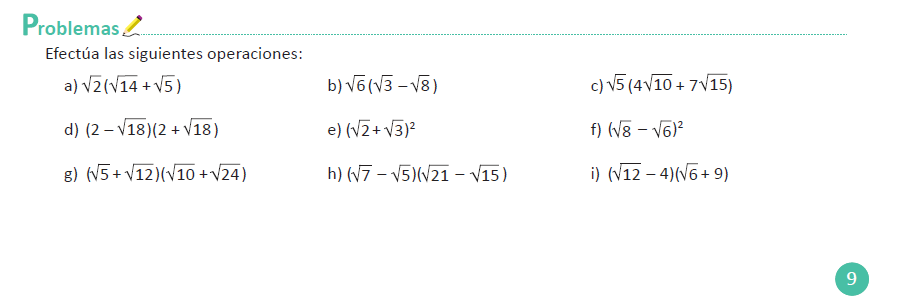 Problemas
Efectúa las siguientes operaciones:
a) √2(√14 + √5) b) √6(√3 − √8) c) √5(4√10 + 7√15)
d) (2 − √18)(2 + √18) e) (√2 + √3)² f) (√8 − √6)²
g) (√5 + √12)(√10 + √24) h) (√7 − √5)(√21 − √15) i) (√12 − 4)(√6 + 9)
9